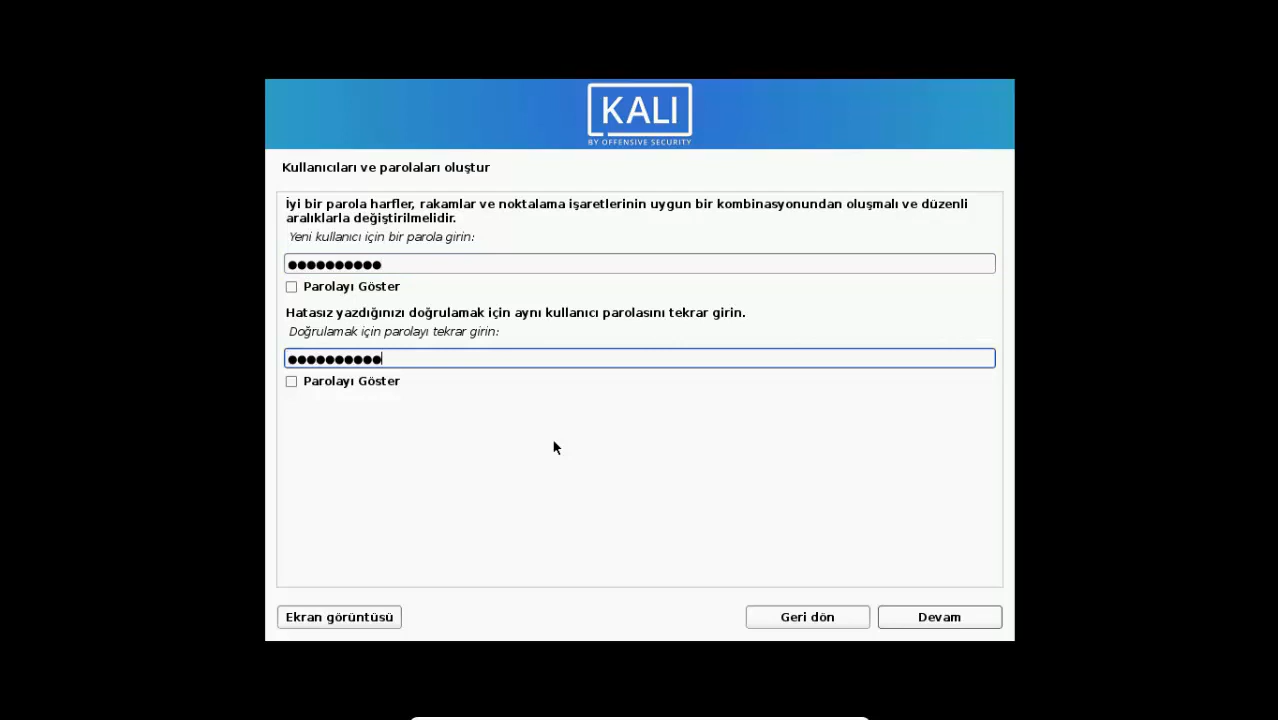 KALI
BY OFFENSIVE SECURITY
Kullanıcıları ve parolaları oluştur
İyi bir parola harfler, rakamlar ve noktalama işaretlerinin uygun bir kombinasyonundan oluşmalı ve düzenli
aralıklarla değiştirilmelidir.
Yeni kullanıcı için bir parola girin:
●●●●●●●●●●
Parolayı Göster
Hatasız yazdığınızı doğrulamak için aynı kullanıcı parolasını tekrar girin.
Doğrulamak için parolayı tekrar girin:
●●●●●●●●●●
Parolayı Göster
Ekran görüntüsü
Geri dön
Devam